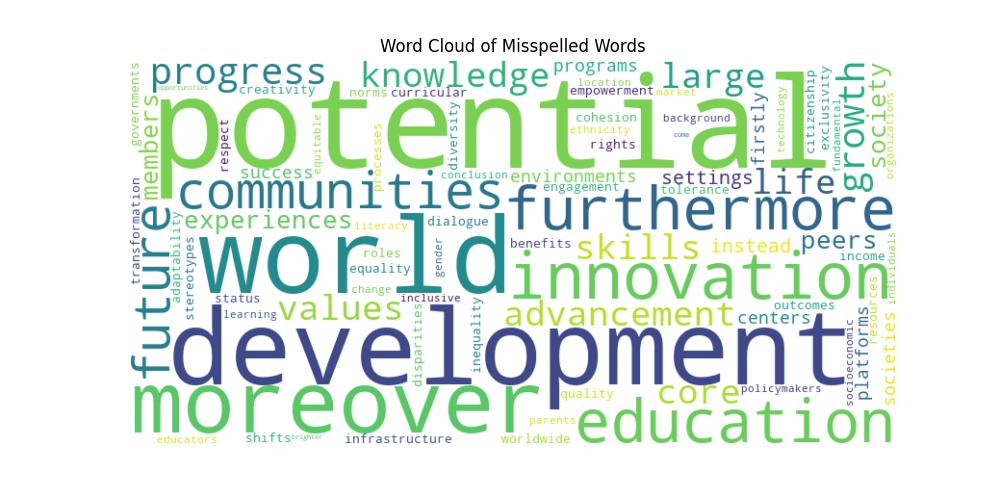 Word Cloud of Misspelled Words
governments
progress
opportunities
creativity
knowledge
programs
norms
curricular
location
empowerment
market
large
technology
citizenship
exclusivity
fundamental
growth
society
organizations
members
potential
respect
equitable
processes
diversity
cohesion
ethnicity
rights
background
come
firstly
success
conclusion
environments
engagement
settings
tolerance
life
communities
furthermore
transformation
future
adaptability
stereotypes
experiences
literacy
dialogue
gender
world
roles
equality
change
benefits
skills
instead
peers
income
individuals
innovation
status
learning
values
inclusive
disparities
inequality
advancement
centers
outcomes
socioeconomic
platforms
resources
societies
development
moreover
quality
core
policymakers
parents
education
educators
shifts
brighter
infrastructure
worldwide